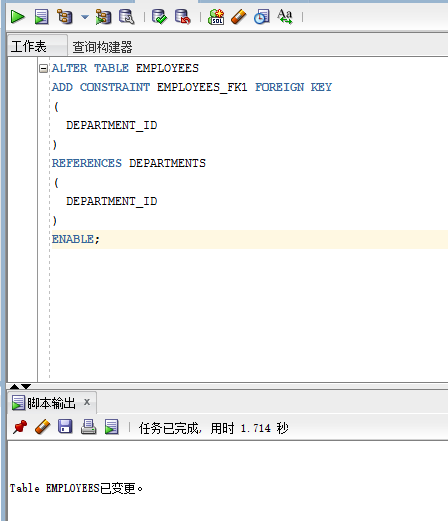 SQL
Aa
工作表 查询构建器
ALTER TABLE EMPLOYEES
ADD CONSTRAINT EMPLOYEES_FK1 FOREIGN KEY
(
DEPARTMENT_ID
)
REFERENCES DEPARTMENTS
(
DEPARTMENT_ID
)
ENABLE;
脚本输出 x
任务已完成, 用时 1.714 秒
Table EMPLOYEES已变更。